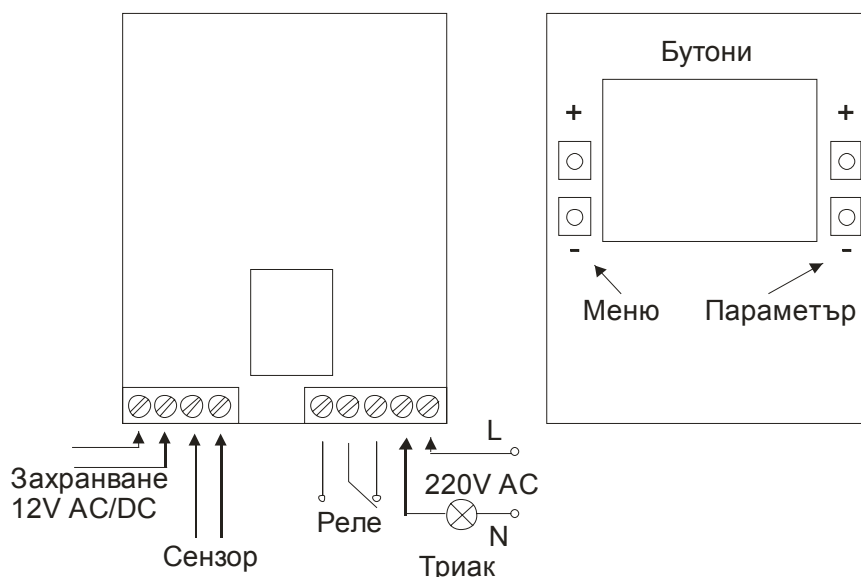 Бутони
+ +
- -
Меню Параметър
L
Захранване
12V AC/DC
220V AC
Реле
N
Сензор
Триак